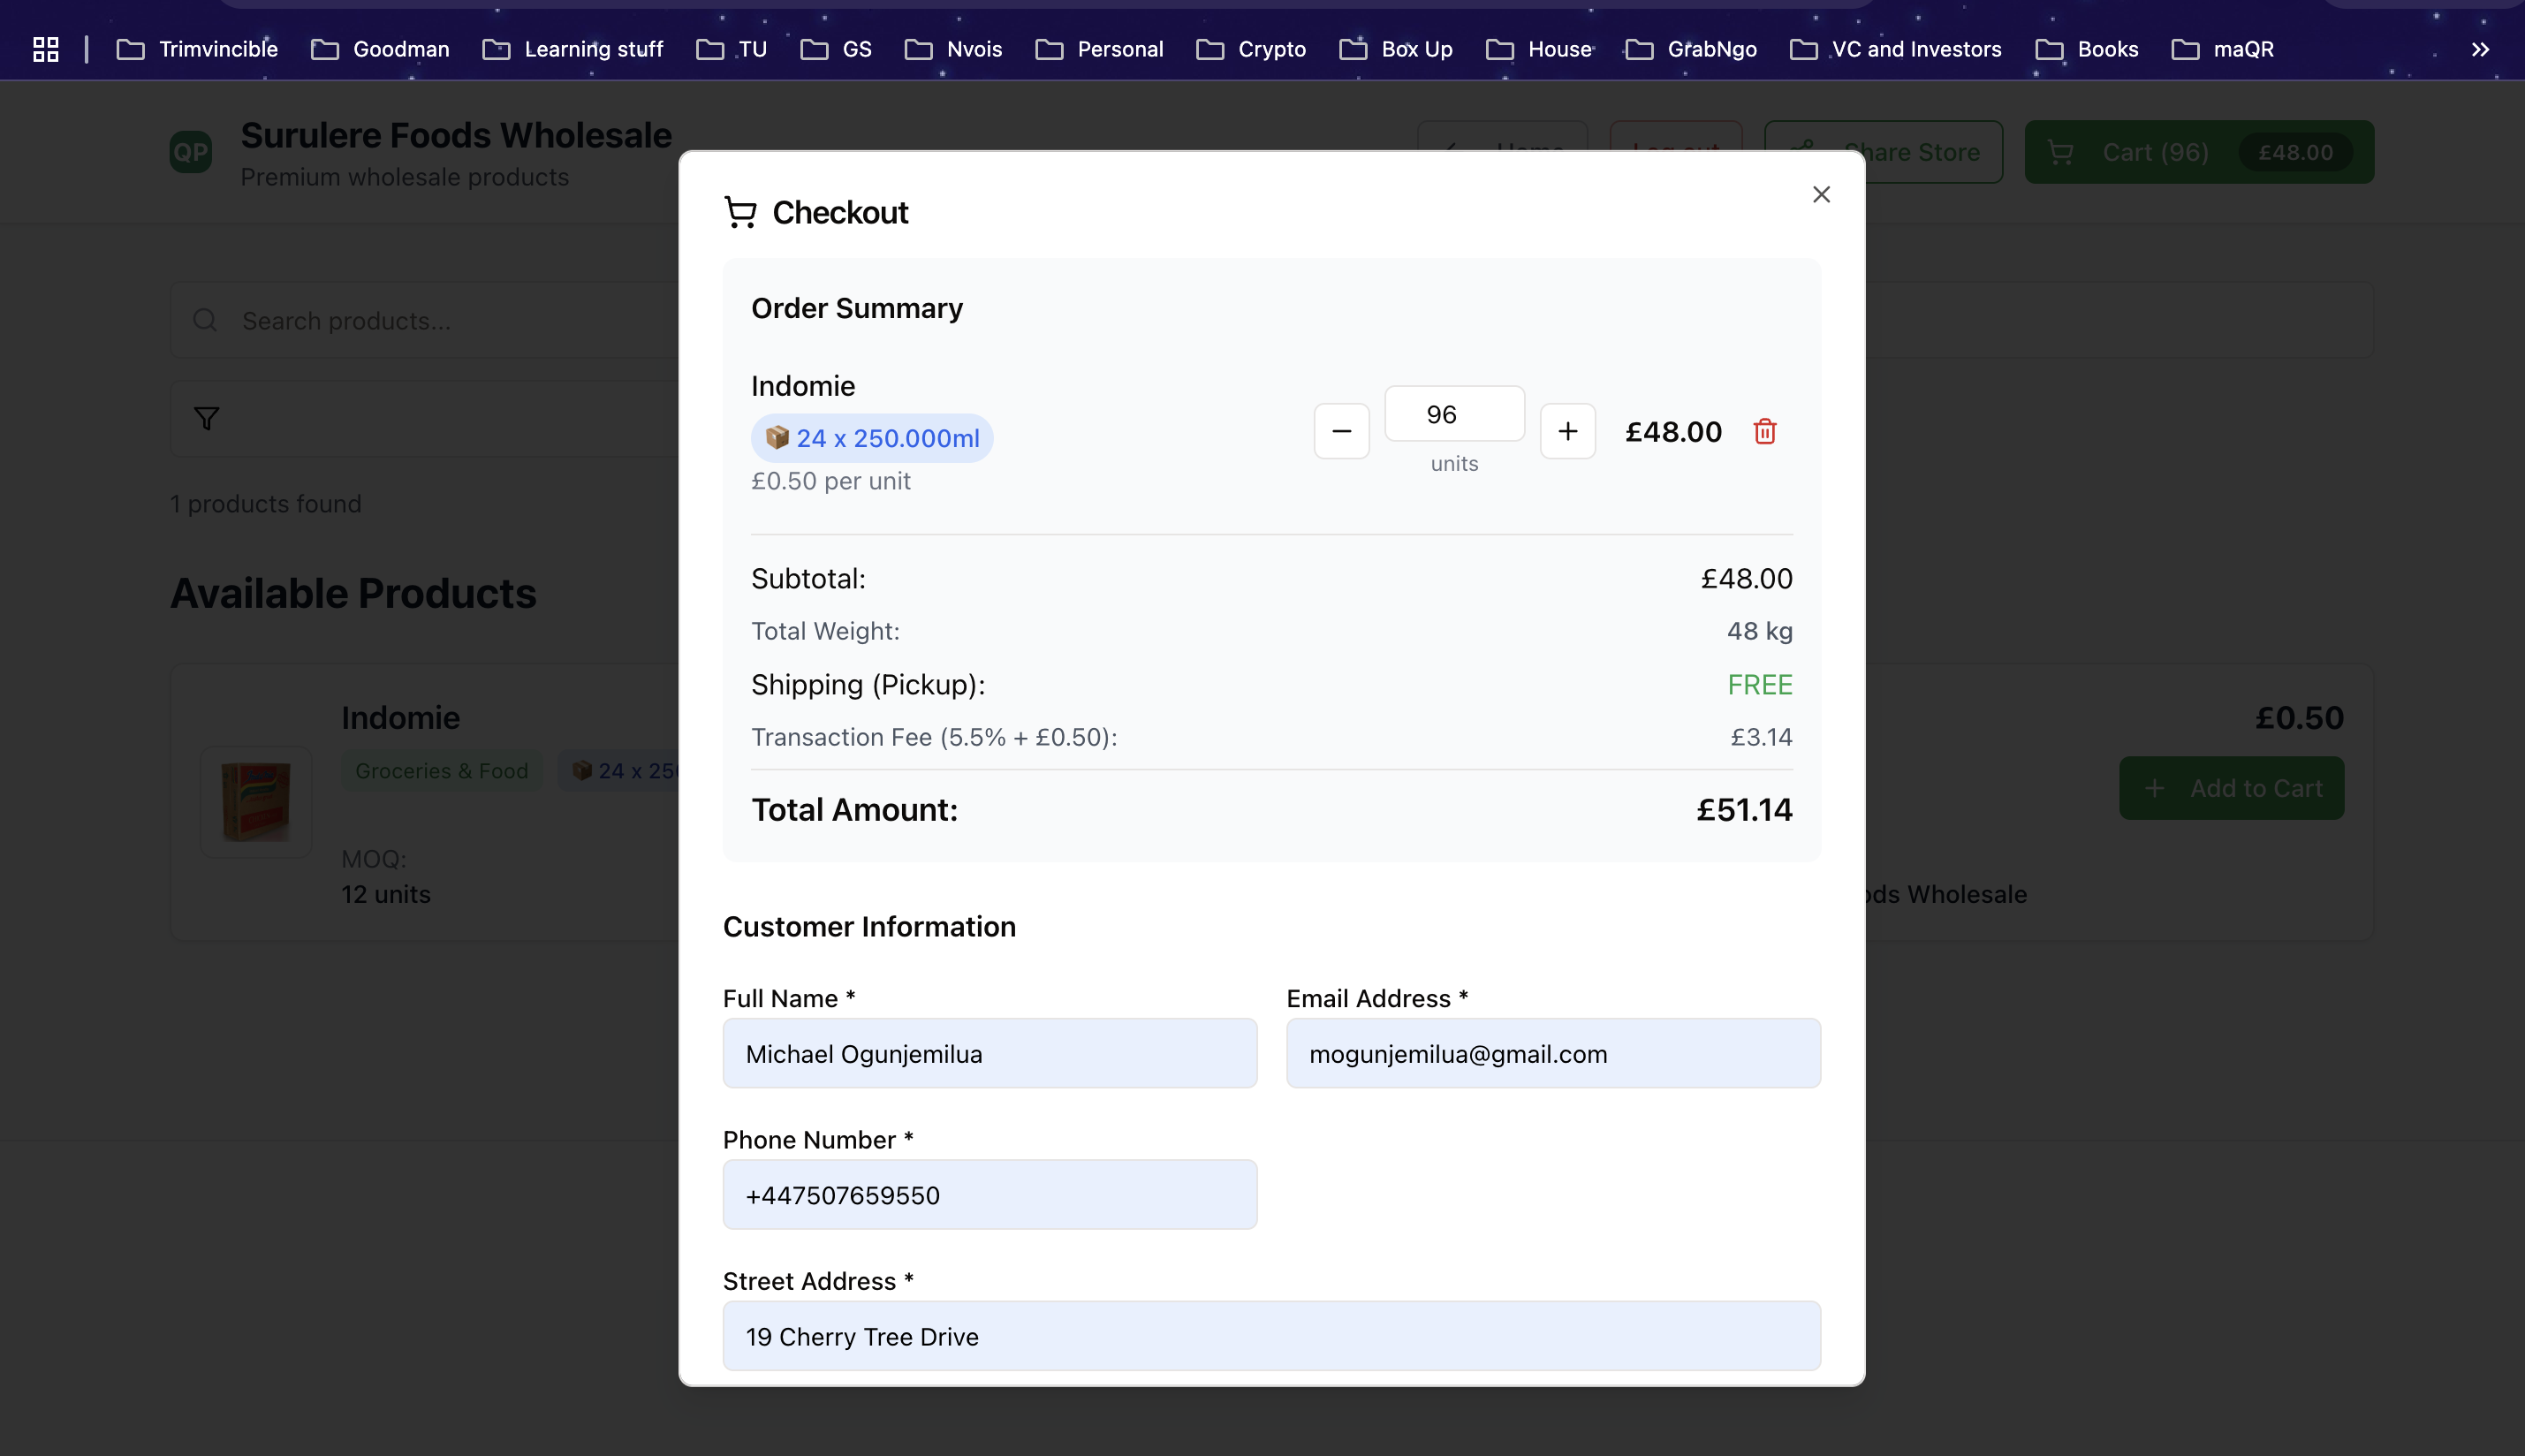 Trimvincible Goodman Learning stuff TU GS Nvois Personal Crypto Box Up House GrabNgo VC and Investors Books maQR
QP
Surulere Foods Wholesale
Premium wholesale products
Home
Log out
Share Store
Cart (96) £48.00
Search products...
1 products found
Available Products
Indomie
Groceries & Food
24 x 250
MOQ:
12 units
£0.50
+ Add to Cart
ods Wholesale
Checkout
Order Summary
Indomie
24 x 250.000ml
£0.50 per unit
− 96 +
units
£48.00
Subtotal: £48.00
Total Weight: 48 kg
Shipping (Pickup): FREE
Transaction Fee (5.5% + £0.50): £3.14
Total Amount: £51.14
Customer Information
Full Name * Email Address *
Michael Ogunjemilua mogunjemilua@gmail.com
Phone Number *
+447507659550
Street Address *
19 Cherry Tree Drive